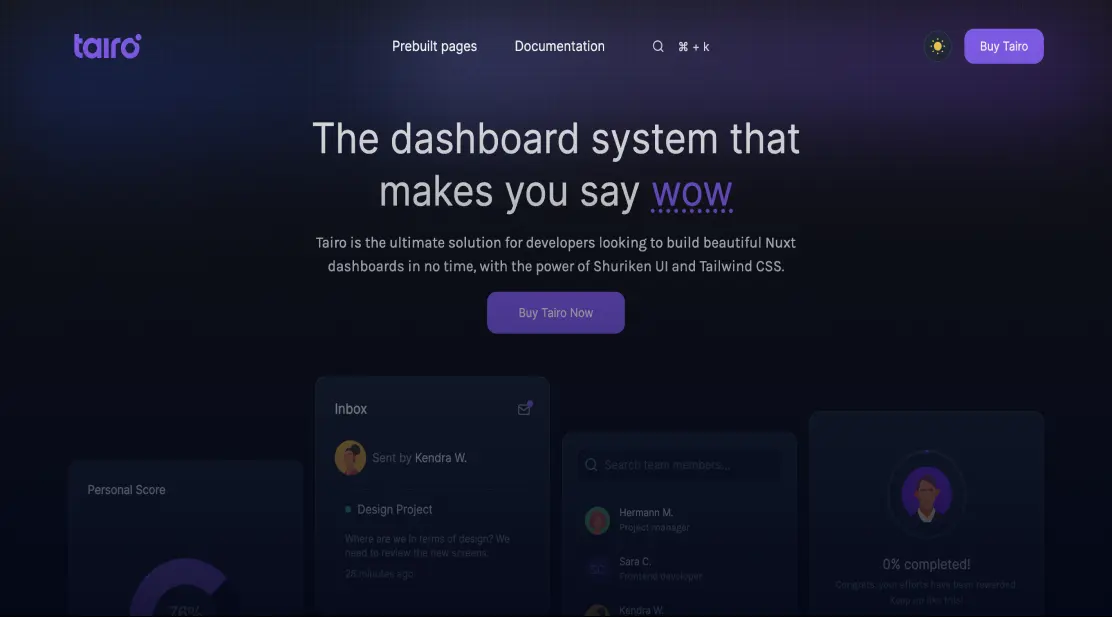 tairo
Prebuilt pages
Documentation
⌘ + k
Buy Tairo
The dashboard system that
makes you say wow
Tairo is the ultimate solution for developers looking to build beautiful Nuxt
dashboards in no time, with the power of Shuriken UI and Tailwind CSS.
Buy Tairo Now
Personal Score
76%
Inbox
Sent by Kendra W.
Design Project
Where are we in terms of design? We
need to review the new screens.
28 minutes ago
Search team members...
Hermann M.
Project manager
Sara C.
Frontend developer
Kendra W.
0% completed!
Congrats, your efforts have been rewarded.
Keep up like this!